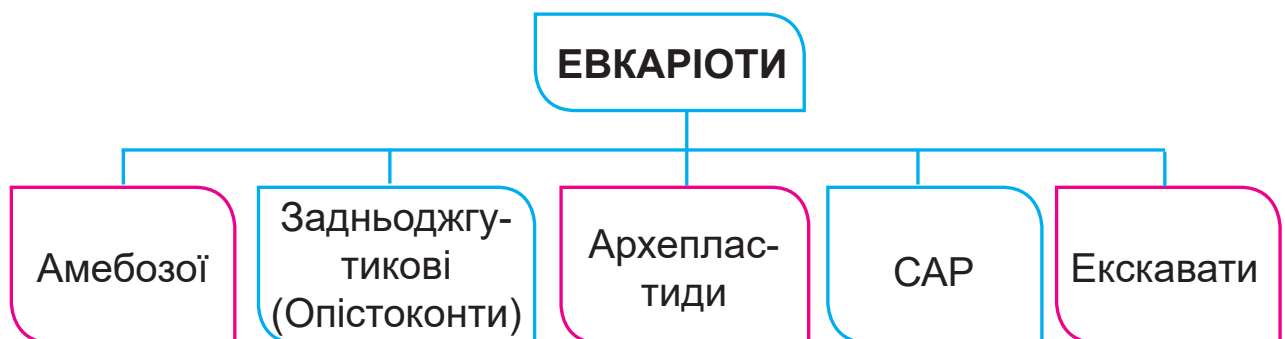 ЕВКАРІОТИ
Амебозої
Задньоджгу-
тикові
(Опістоконти)
Археплас-
тиди
САР
Екскавати